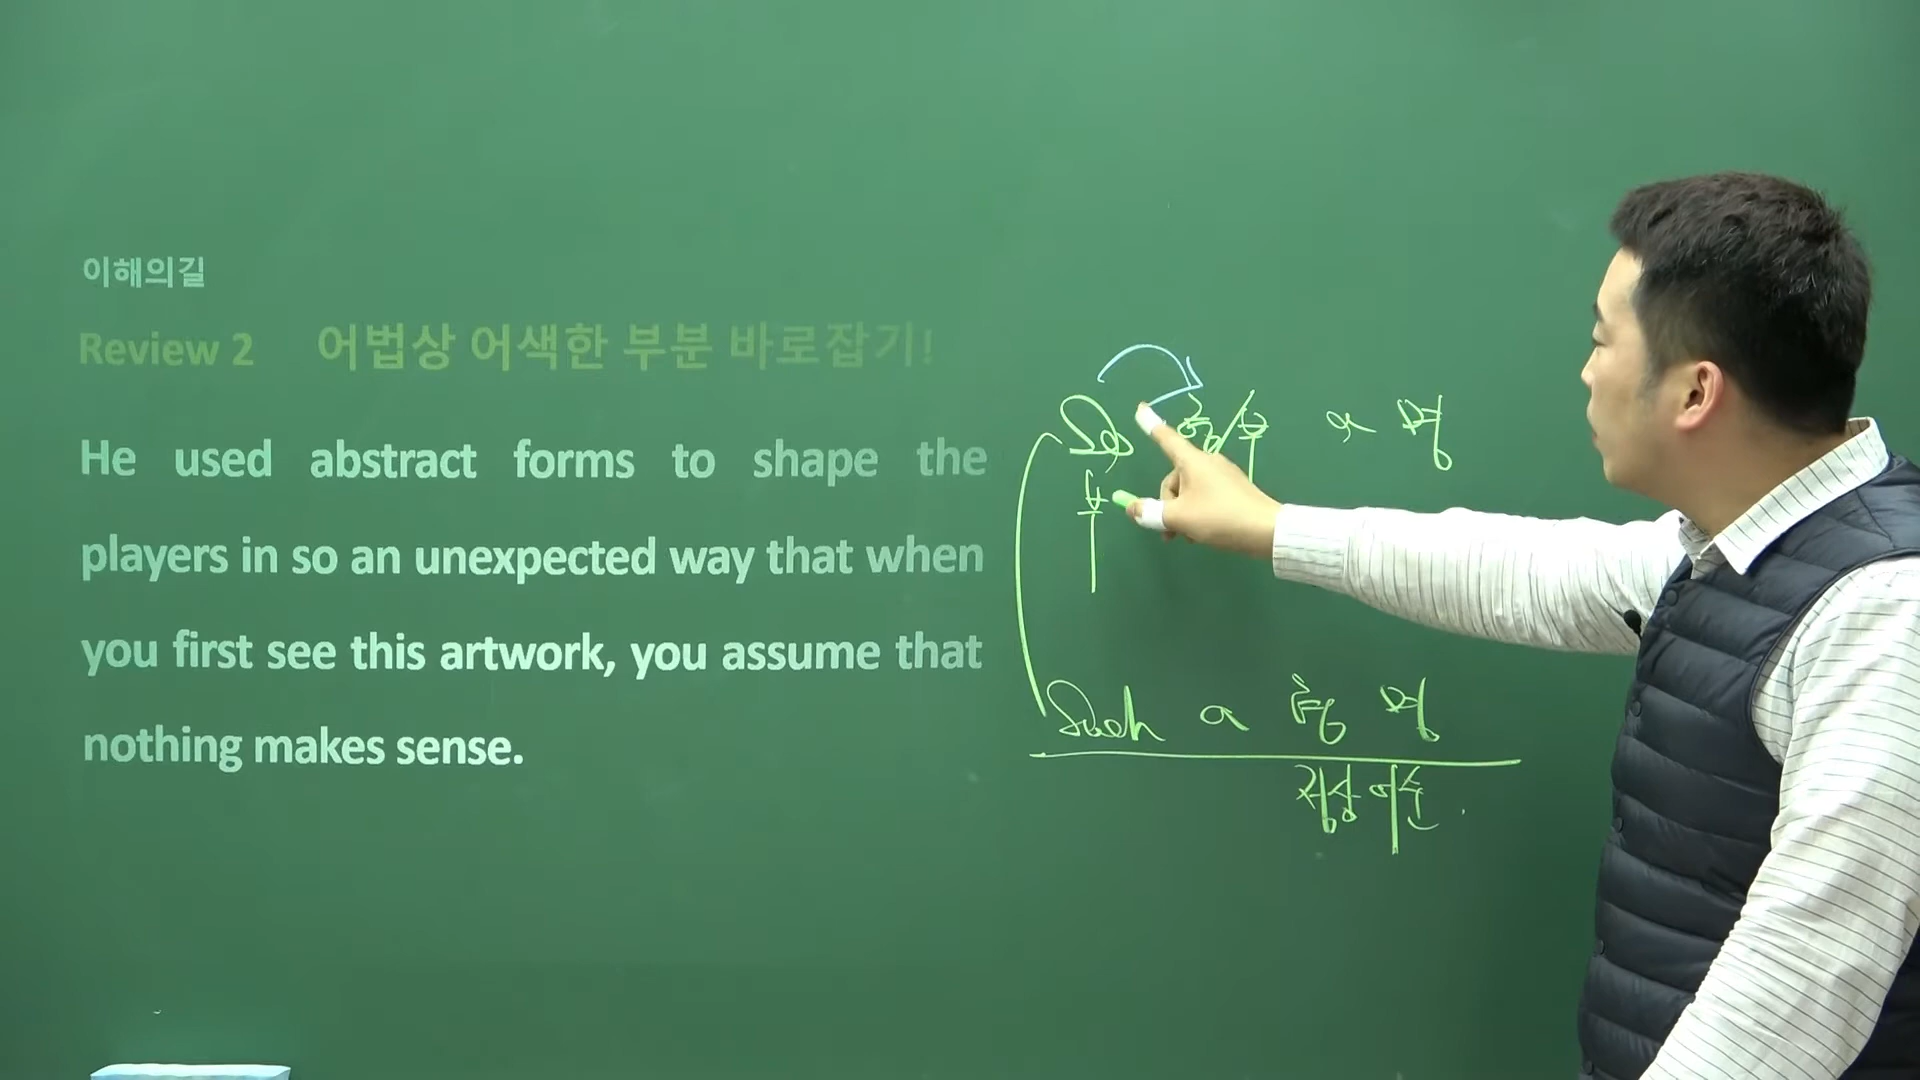 이해의길
Review 2 어법상 어색한 부분 바로잡기!
He used abstract forms to shape the
players in so an unexpected way that when
you first see this artwork, you assume that
nothing makes sense.
So 형/부 a 명
부
Such a 형 명
어순